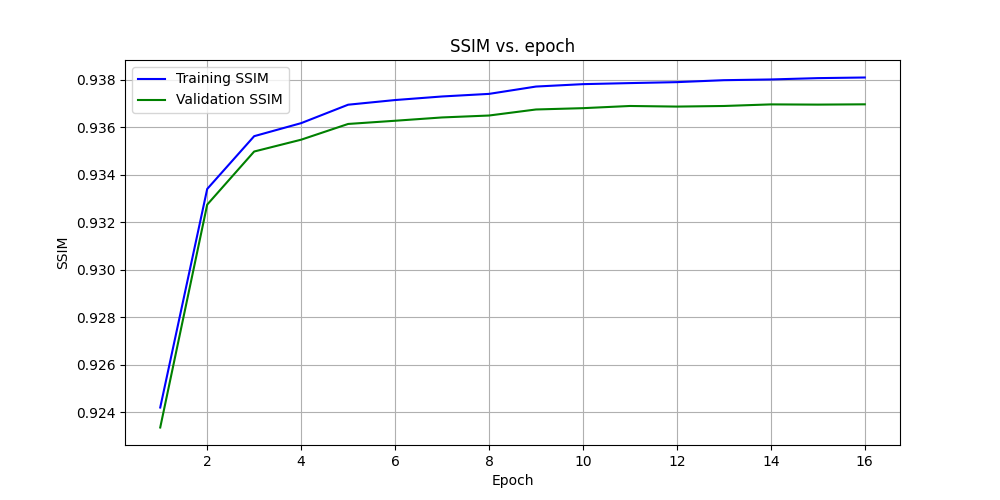 SSIM vs. epoch
Training SSIM
Validation SSIM
0.938
0.936
0.934
0.932
0.930
0.928
0.926
0.924
SSIM
2 4 6 8 10 12 14 16
Epoch